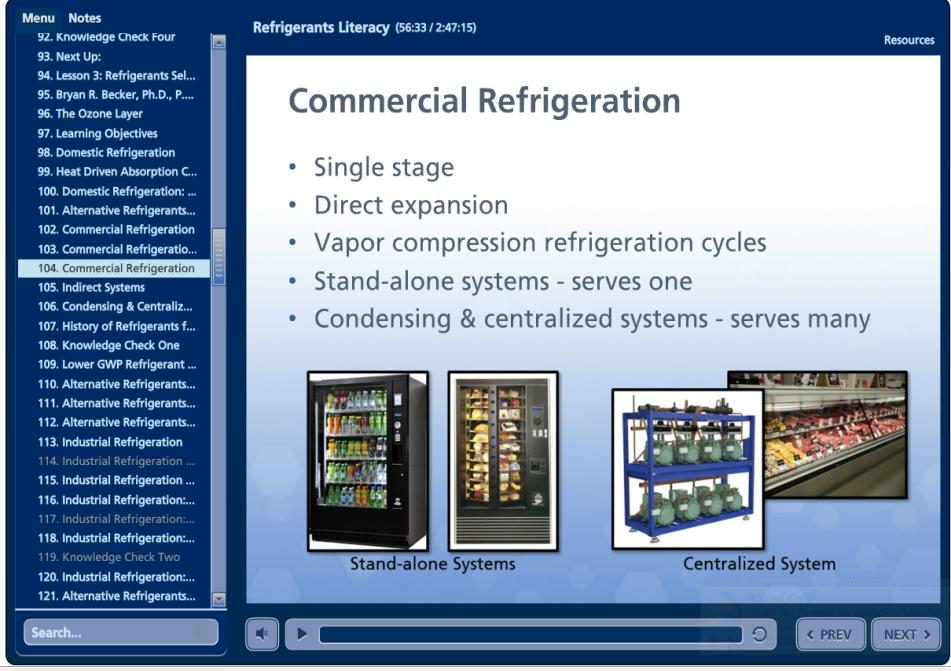 Menu Notes
Refrigerants Literacy (56:33 / 2:47:15)
Resources
92. Knowledge Check Four
93. Next Up:
94. Lesson 3: Refrigerants Sel...
95. Bryan R. Becker, Ph.D., P....
96. The Ozone Layer
97. Learning Objectives
98. Domestic Refrigeration
99. Heat Driven Absorption C...
100. Domestic Refrigeration: ...
101. Alternative Refrigerants...
102. Commercial Refrigeration
103. Commercial Refrigeratio...
104. Commercial Refrigeration
105. Indirect Systems
106. Condensing & Centraliz...
107. History of Refrigerants f...
108. Knowledge Check One
109. Lower GWP Refrigerant ...
110. Alternative Refrigerants...
111. Alternative Refrigerants...
112. Alternative Refrigerants...
113. Industrial Refrigeration
114. Industrial Refrigeration ...
115. Industrial Refrigeration ...
116. Industrial Refrigeration:...
117. Industrial Refrigeration:...
118. Industrial Refrigeration:...
119. Knowledge Check Two
120. Industrial Refrigeration:...
121. Alternative Refrigerants...
Search...
Commercial Refrigeration
• Single stage
• Direct expansion
• Vapor compression refrigeration cycles
• Stand-alone systems - serves one
• Condensing & centralized systems - serves many
Stand-alone Systems
Centralized System
< PREV
NEXT >